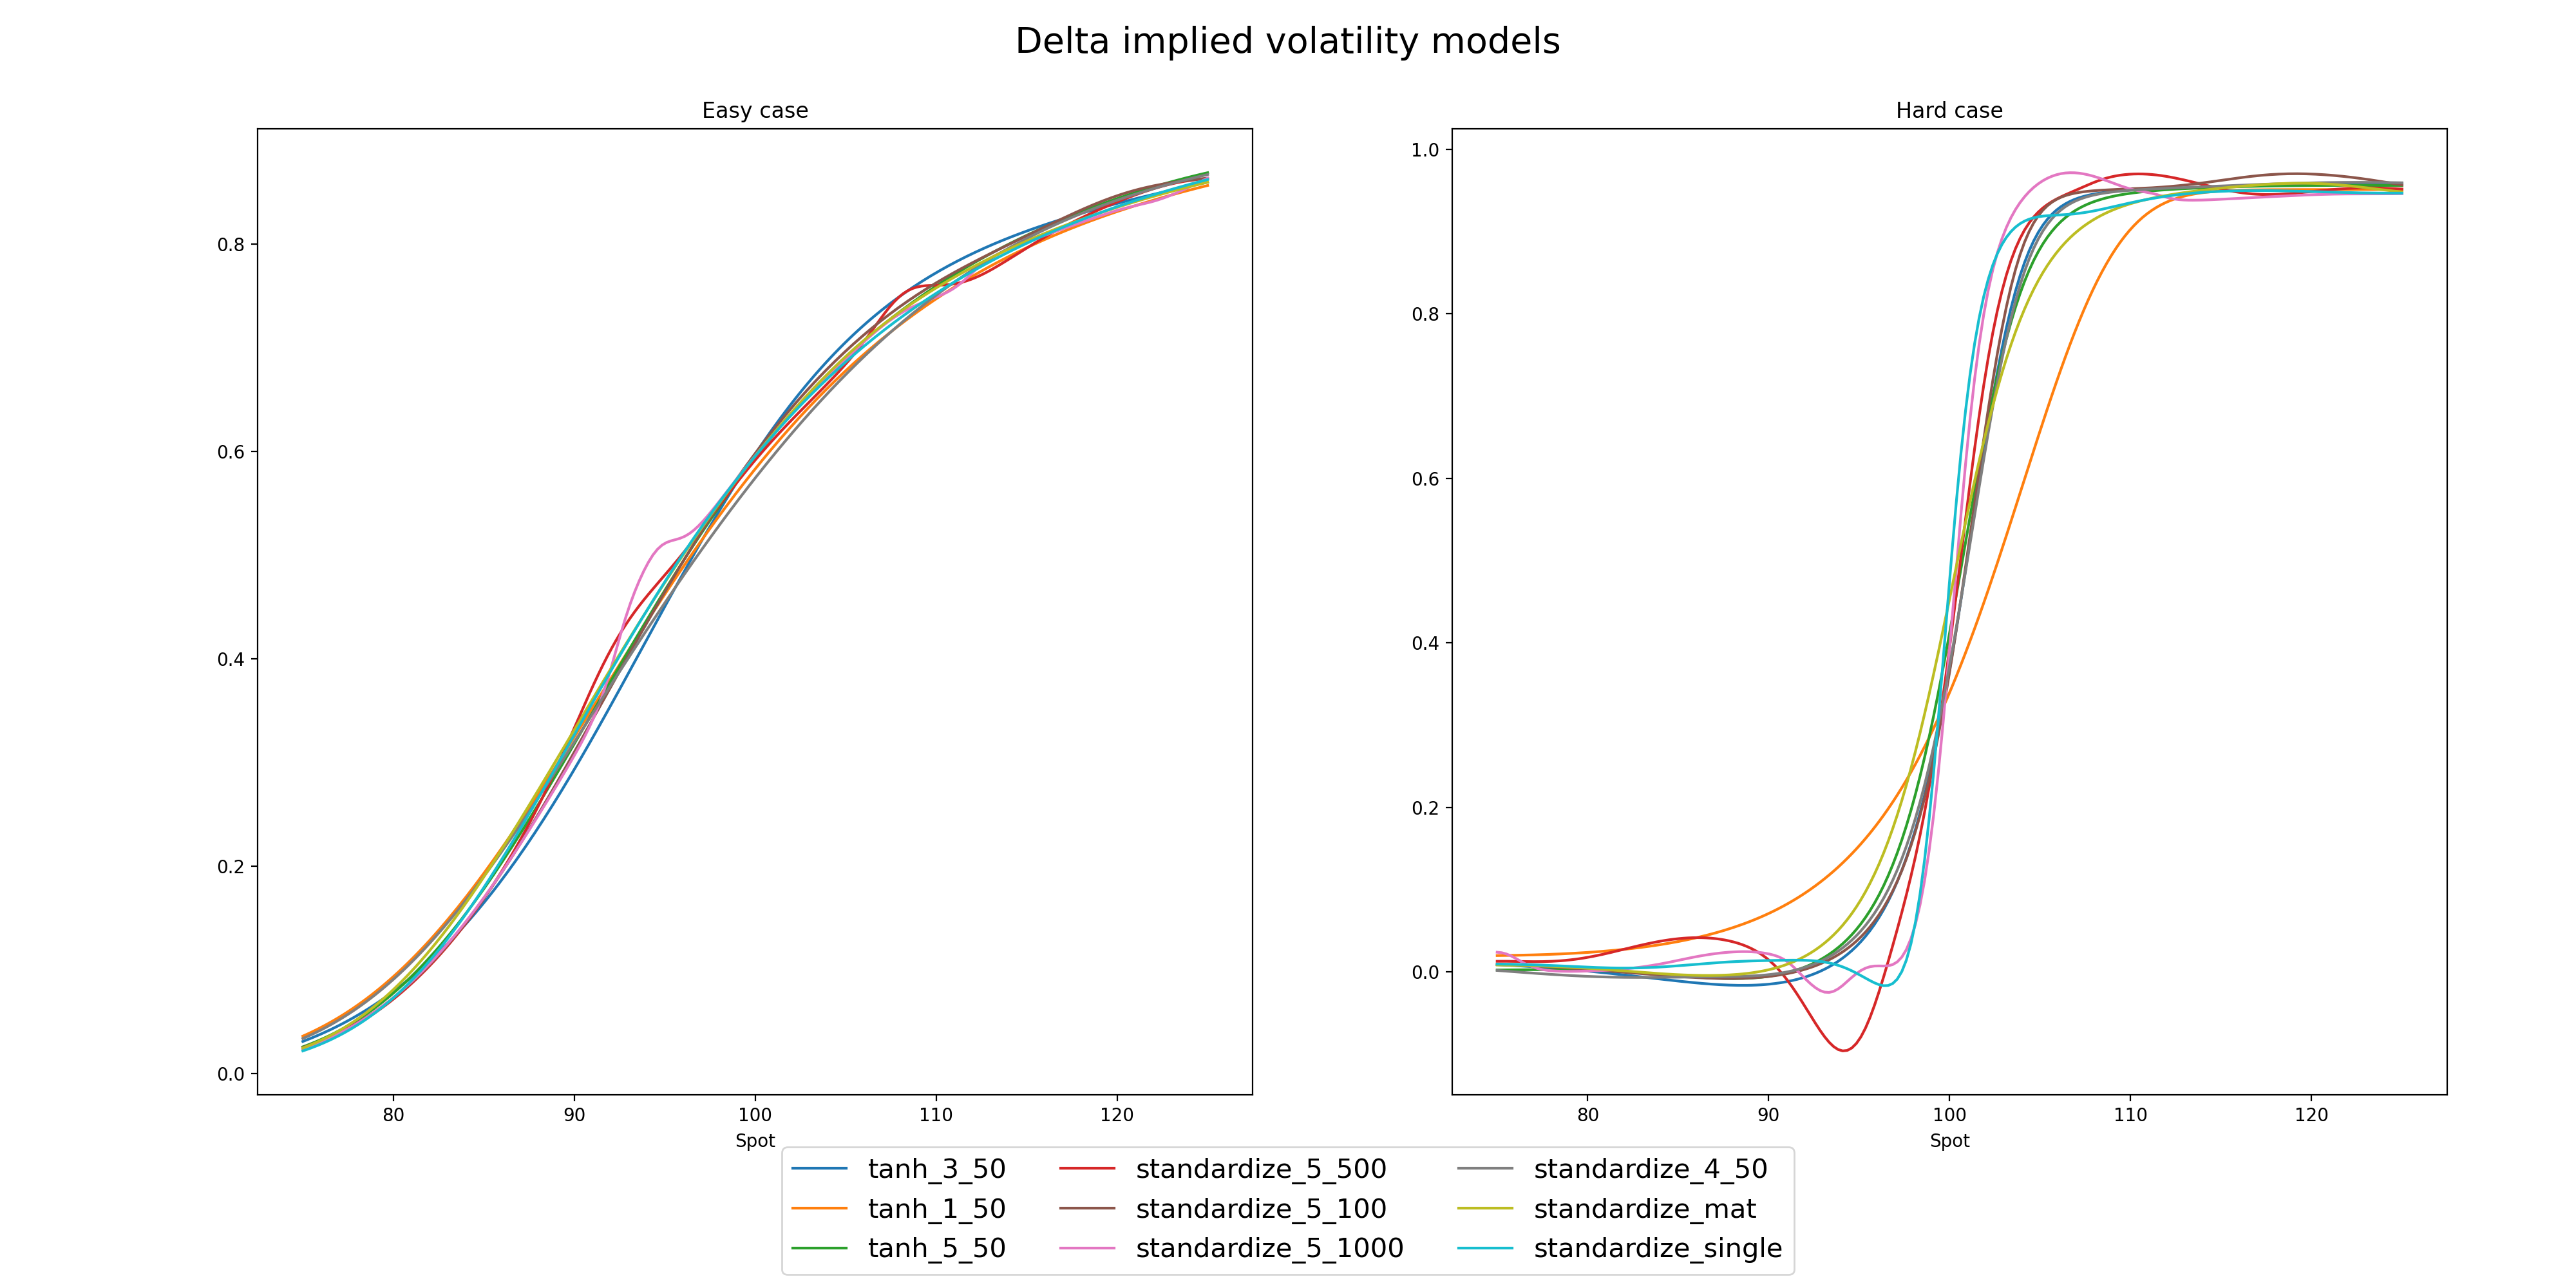 Delta implied volatility models
Easy case
Hard case
0.8
0.6
0.4
0.2
0.0
80 90 100 110 120
Spot
1.0
0.8
0.6
0.4
0.2
0.0
80 90 100 110 120
Spot
tanh_3_50
tanh_1_50
tanh_5_50
standardize_5_500
standardize_5_100
standardize_5_1000
standardize_4_50
standardize_mat
standardize_single